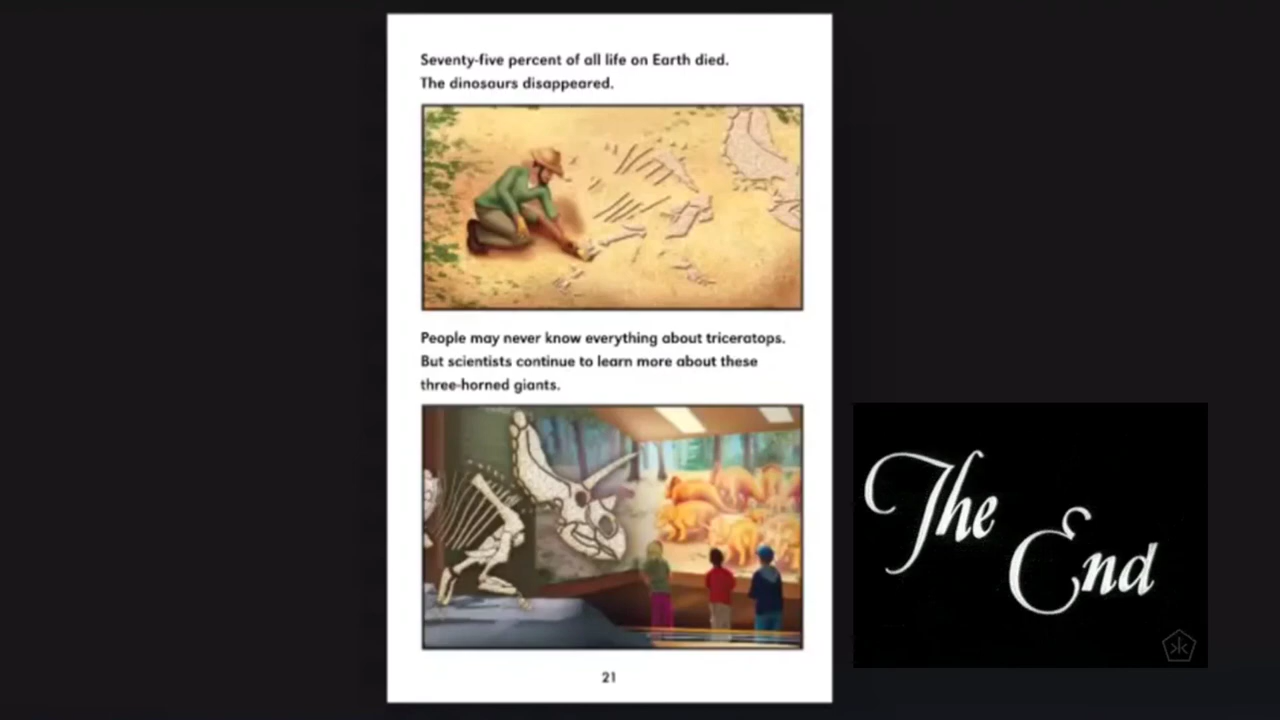 Seventy-five percent of all life on Earth died.
The dinosaurs disappeared.
People may never know everything about triceratops.
But scientists continue to learn more about these
three-horned giants.
21
The
End